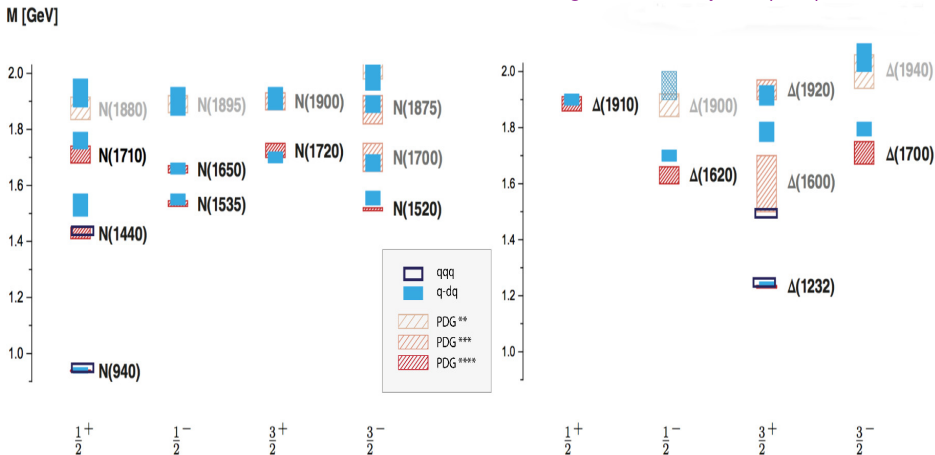 M [GeV]
2.0
1.8
1.6
1.4
1.2
1.0
N(1880)
N(1710)
N(1440)
N(940)
N(1895)
N(1650)
N(1535)
N(1900)
N(1720)
N(1875)
N(1700)
N(1520)
qqq
q-dq
PDG **
PDG ***
PDG ****
1/2+
1/2−
3/2+
3/2−
2.0
1.8
1.6
1.4
1.2
1.0
Δ(1910)
Δ(1900)
Δ(1620)
Δ(1920)
Δ(1600)
Δ(1232)
Δ(1940)
Δ(1700)
1/2+
1/2−
3/2+
3/2−